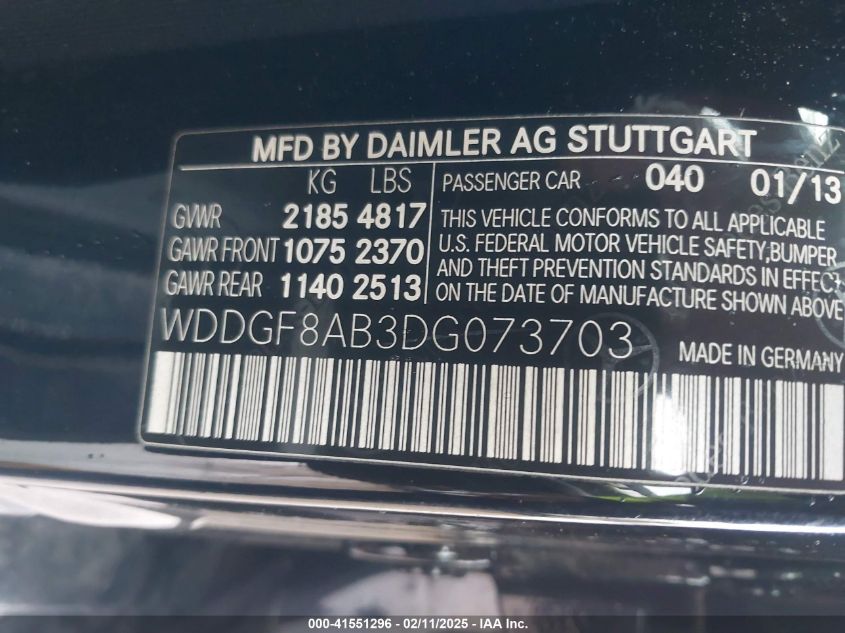 MFD BY DAIMLER AG STUTTGART
KG LBS
GVWR 2185 4817
GAWR FRONT 1075 2370
GAWR REAR 1140 2513
PASSENGER CAR 040 01/13
THIS VEHICLE CONFORMS TO ALL APPLICABLE
U.S. FEDERAL MOTOR VEHICLE SAFETY,BUMPER
AND THEFT PREVENTION STANDARDS IN EFFECT
ON THE DATE OF MANUFACTURE SHOWN ABOVE.
WDDGF8AB3DG073703
MADE IN GERMANY
000-41551296 - 02/11/2025 - IAA Inc.